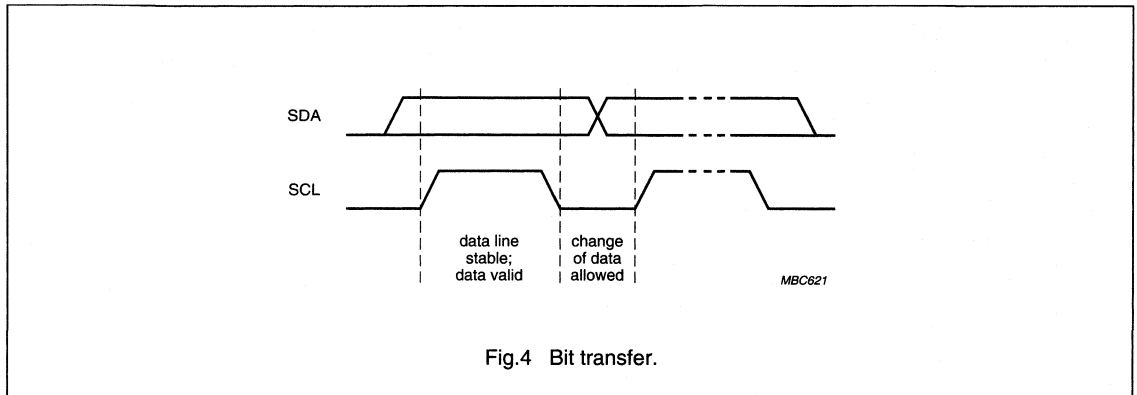 SDA
SCL
data line
stable;
data valid
change
of data
allowed
MBC621
Fig.4 Bit transfer.